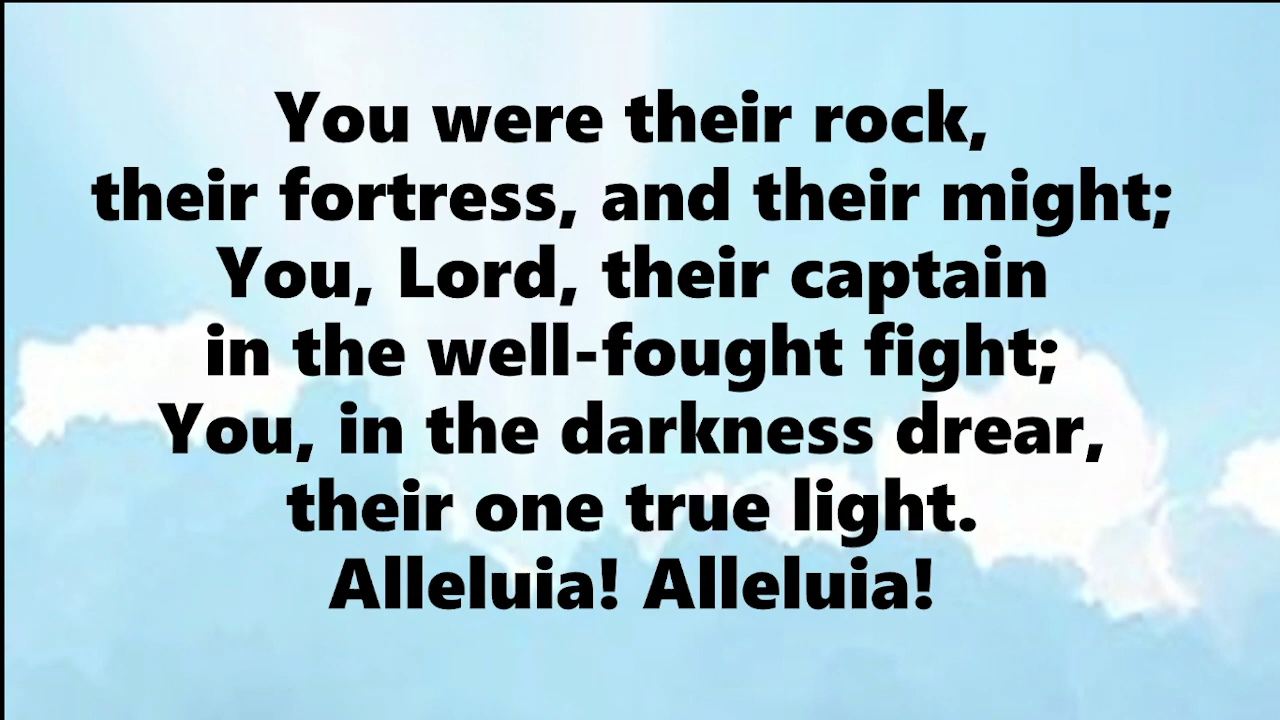 You were their rock,
their fortress, and their might;
You, Lord, their captain
in the well-fought fight;
You, in the darkness drear,
their one true light.
Alleluia! Alleluia!